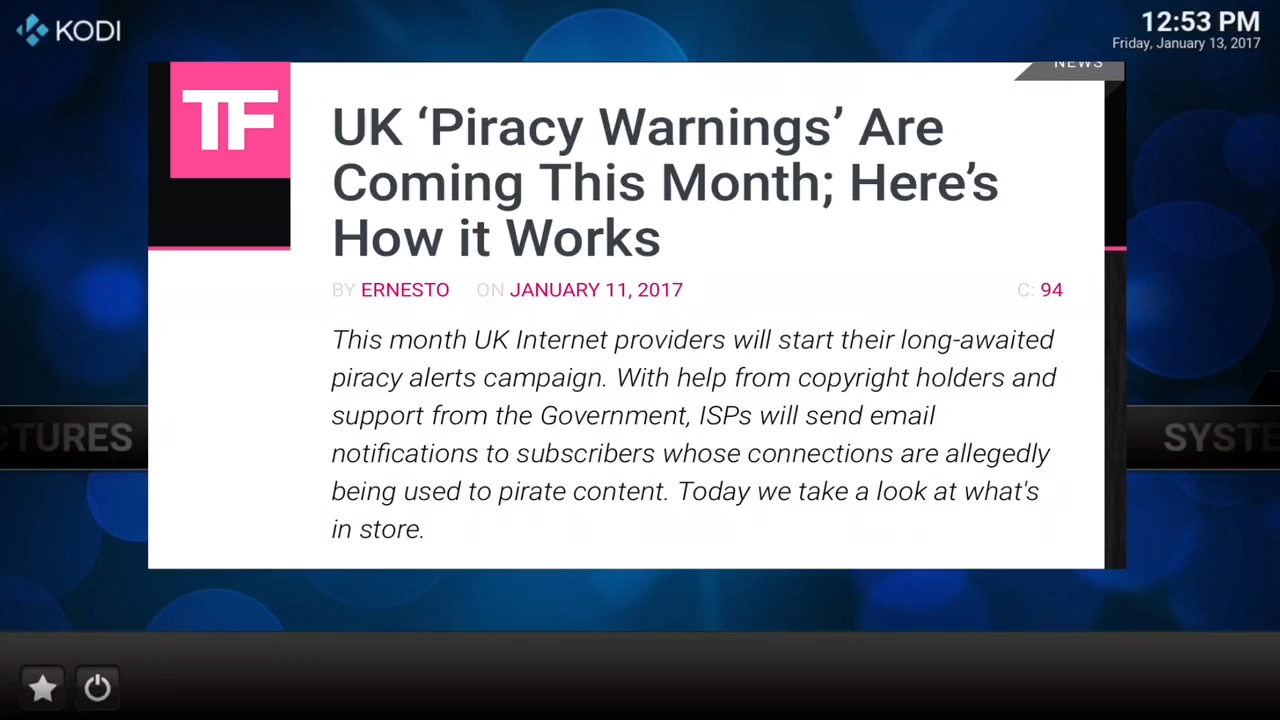 KODI
12:53 PM
Friday, January 13, 2017
NEWS
TF
UK ‘Piracy Warnings’ Are
Coming This Month; Here’s
How it Works
BY ERNESTO ON JANUARY 11, 2017 C: 94
This month UK Internet providers will start their long-awaited
piracy alerts campaign. With help from copyright holders and
support from the Government, ISPs will send email
notifications to subscribers whose connections are allegedly
being used to pirate content. Today we take a look at what's
in store.
CTURES
SYSTE